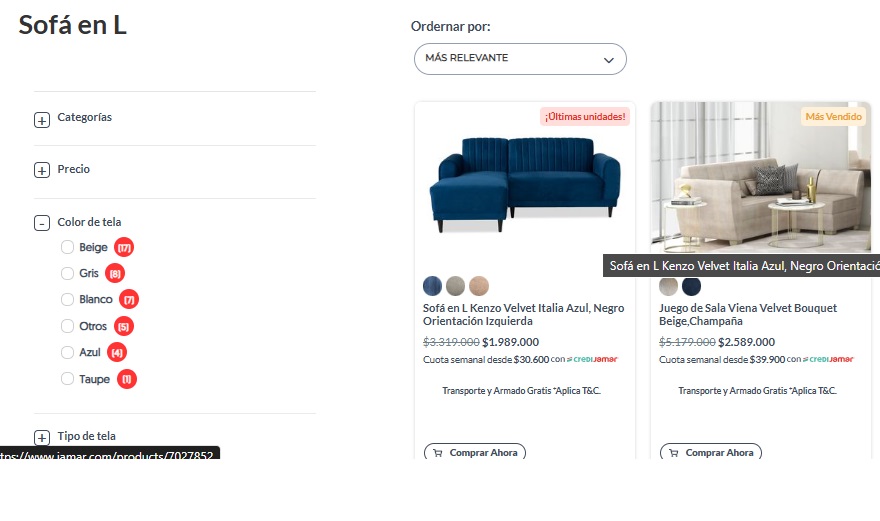 Sofá en L
Ordernar por:
MÁS RELEVANTE
Categorías
Precio
Color de tela
Beige (17)
Gris (8)
Blanco (7)
Otros (5)
Azul (4)
Taupe (1)
Tipo de tela
ttps://www.jamar.com/products/7027852
¡Últimas unidades!
Sofá en L Kenzo Velvet Italia Azul, Negro
Orientación Izquierda
$3.319.000 $1.989.000
Cuota semanal desde $30.600 con CREDIJamar
Transporte y Armado Gratis *Aplica T&C.
Comprar Ahora
Más Vendido
Sofá en L Kenzo Velvet Italia Azul, Negro Orientació
Juego de Sala Viena Velvet Bouquet
Beige,Champaña
$5.179.000 $2.589.000
Cuota semanal desde $39.900 con CREDIJamar
Transporte y Armado Gratis *Aplica T&C.
Comprar Ahora